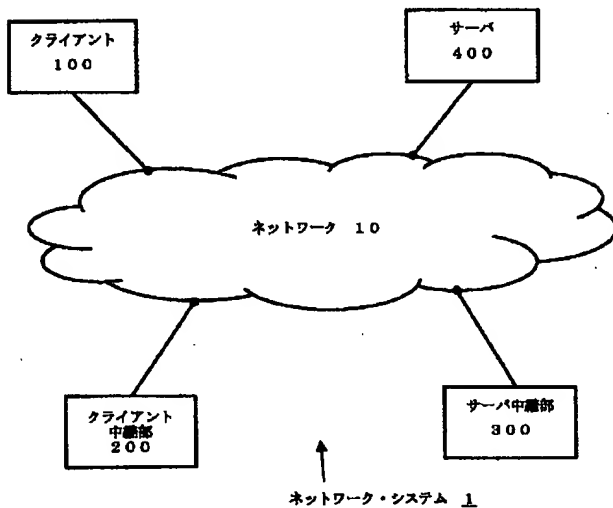 クライアント
100
サーバ
400
ネットワーク 10
クライアント
中継部
200
サーバ中継部
300
ネットワーク・システム 1